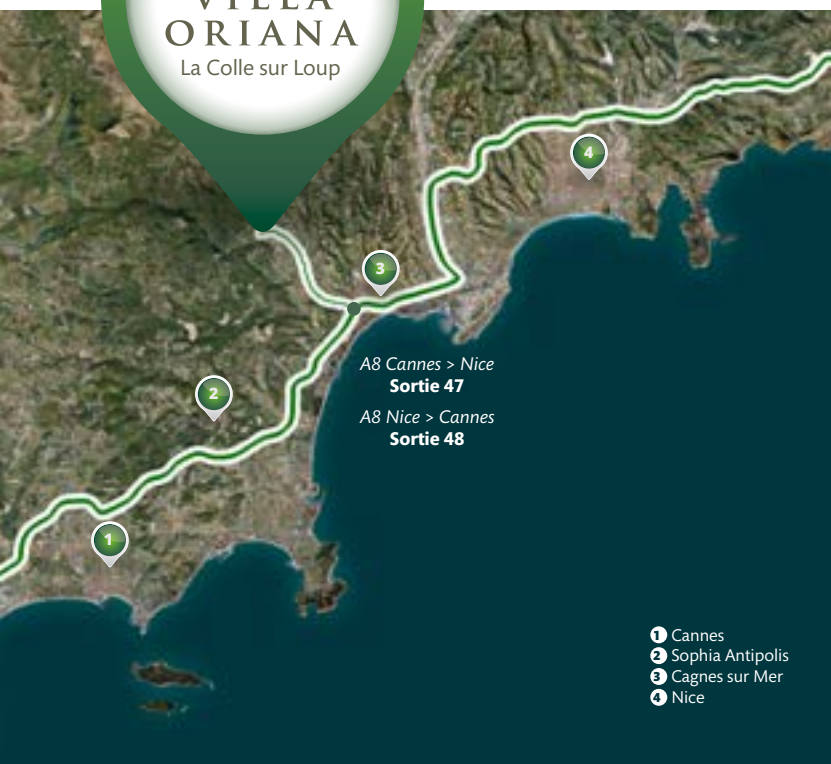 VILLA
ORIANA
La Colle sur Loup
4
3
A8 Cannes > Nice
Sortie 47
2
A8 Nice > Cannes
Sortie 48
1
1 Cannes
2 Sophia Antipolis
3 Cagnes sur Mer
4 Nice